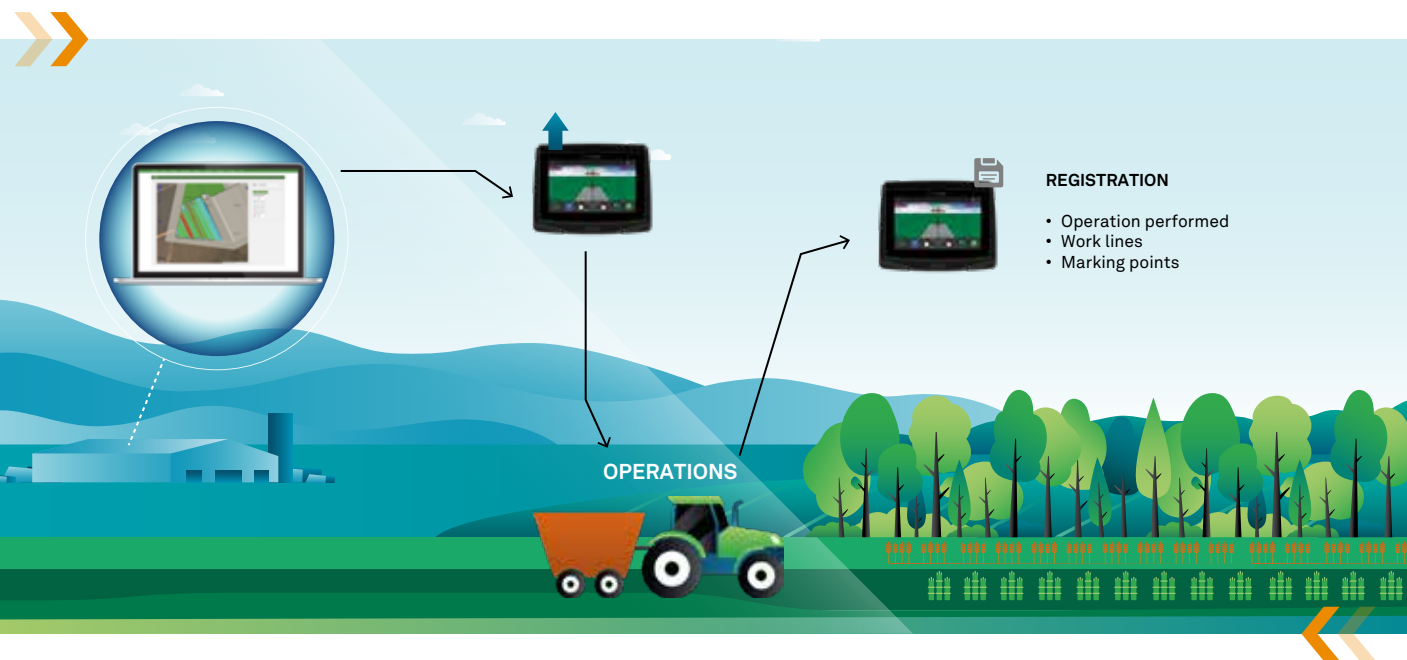 REGISTRATION
• Operation performed
• Work lines
• Marking points
OPERATIONS